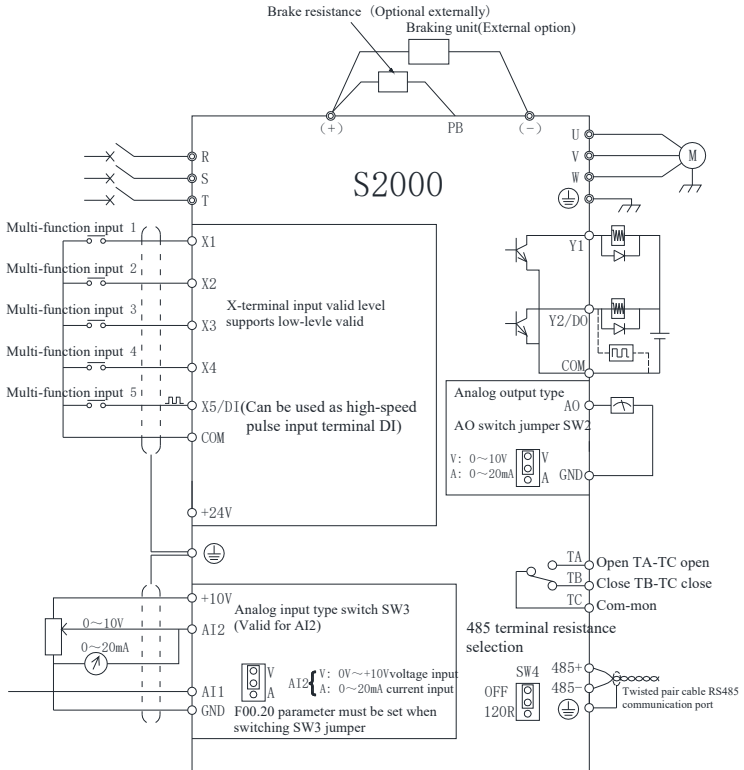 Brake resistance（Optional externally）
Braking unit(External option)
(+)
PB
(−)
R
S
T
S2000
U
V
W
M
Multi-function input 1
X1
Multi-function input 2
X2
Multi-function input 3
X3
Multi-function input 4
X4
Multi-function input 5
X5/DI(Can be used as high-speed
pulse input terminal DI)
COM
+24V
X-terminal input valid level
supports low-levle valid
Y1
Y2/DO
COM
Analog output type
AO
AO switch jumper SW2
V: 0～10V
A: 0～20mA
V
A
GND
TA
Open TA-TC open
TB
Close TB-TC close
TC
Com-mon
+10V
0～10V
AI2
0～20mA
AI1
GND
Analog input type switch SW3
(Valid for AI2)
V
A
AI2{
V: 0V～+10Vvoltage input
A: 0～20mA current input
F00.20 parameter must be set when
switching SW3 jumper
485 terminal resistance
selection
SW4
OFF
120R
485+
485−
Twisted pair cable RS485
communication port